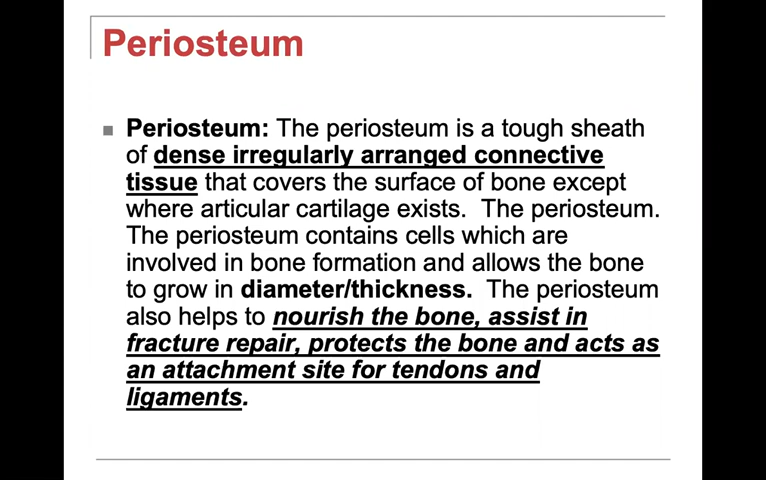 Periosteum
Periosteum: The periosteum is a tough sheath
of dense irregularly arranged connective
tissue that covers the surface of bone except
where articular cartilage exists.  The periosteum.
The periosteum contains cells which are
involved in bone formation and allows the bone
to grow in diameter/thickness.  The periosteum
also helps to nourish the bone, assist in
fracture repair, protects the bone and acts as
an attachment site for tendons and
ligaments.